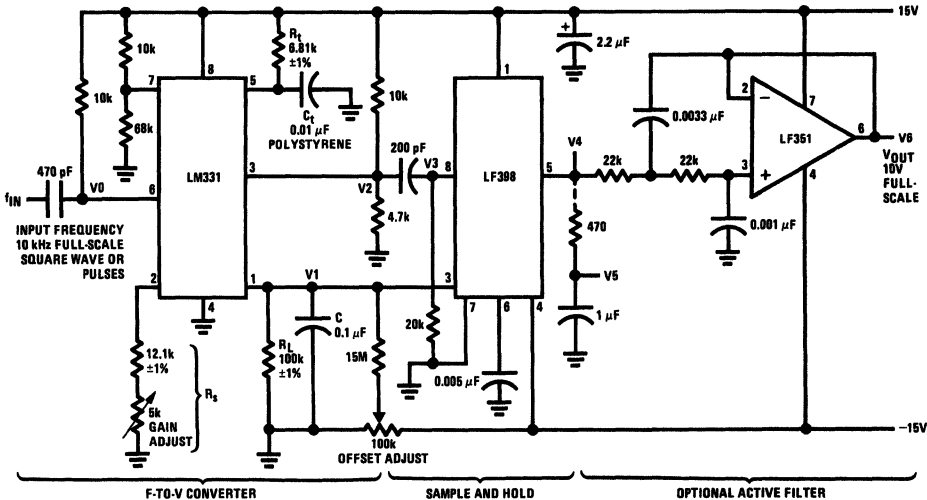 15V
10k
10k
68k
7
8
5
LM331
3
6
2
1
4
Rt
6.81k
±1%
Ct
0.01 μF
POLYSTYRENE
10k
470 pF
V0
fIN
INPUT FREQUENCY
10 kHz FULL-SCALE
SQUARE WAVE OR
PULSES
12.1k
±1%
5k
GAIN
ADJUST
Rs
V2
4.7k
200 pF
V3
V1
RL
100k
±1%
C
0.1 μF
15M
100k
OFFSET ADJUST
20k
1
8
LF398
5
3
7
6
4
0.005 μF
+
2.2 μF
V4
22k
22k
470
V5
1 μF
0.0033 μF
0.001 μF
2
−
7
LF351
6
3
+
4
V6
VOUT
10V
FULL-
SCALE
−15V
F-TO-V CONVERTER
SAMPLE AND HOLD
OPTIONAL ACTIVE FILTER